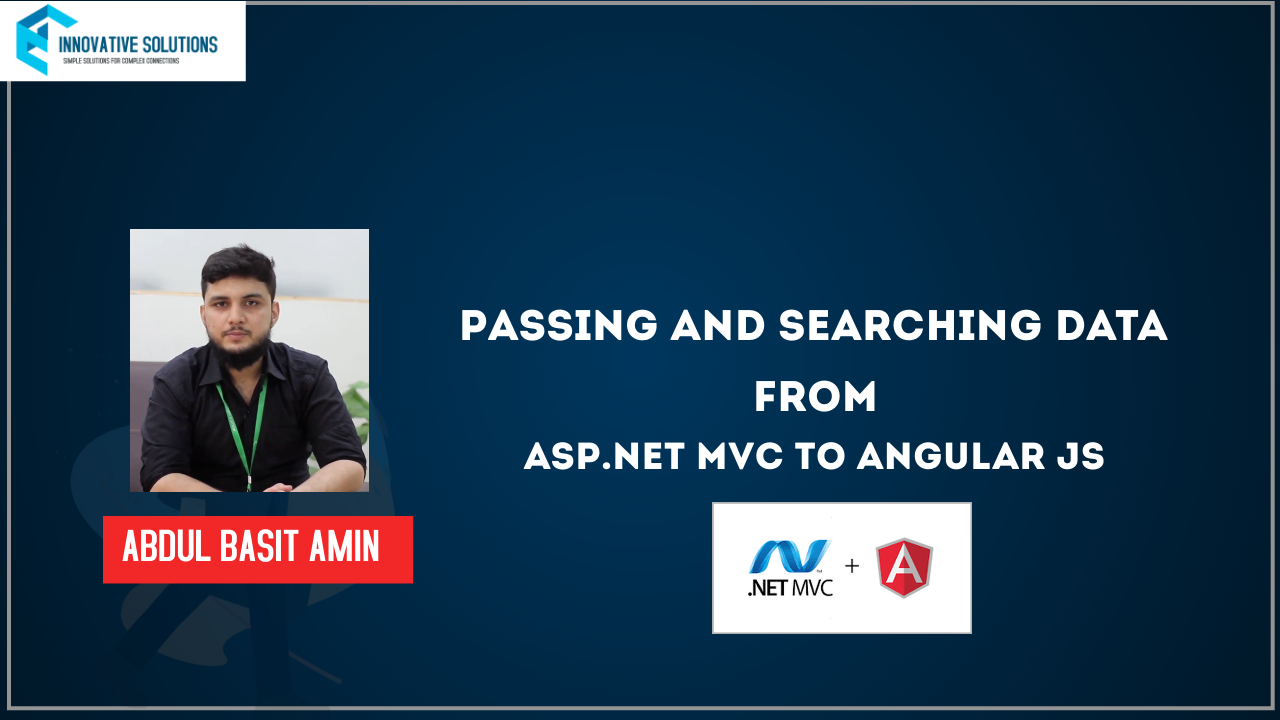 INNOVATIVE SOLUTIONS
SIMPLE SOLUTIONS FOR COMPLEX CONNECTIONS
PASSING AND SEARCHING DATA
FROM
ASP.NET MVC TO ANGULAR JS
ABDUL BASIT AMIN
.NET MVC + A